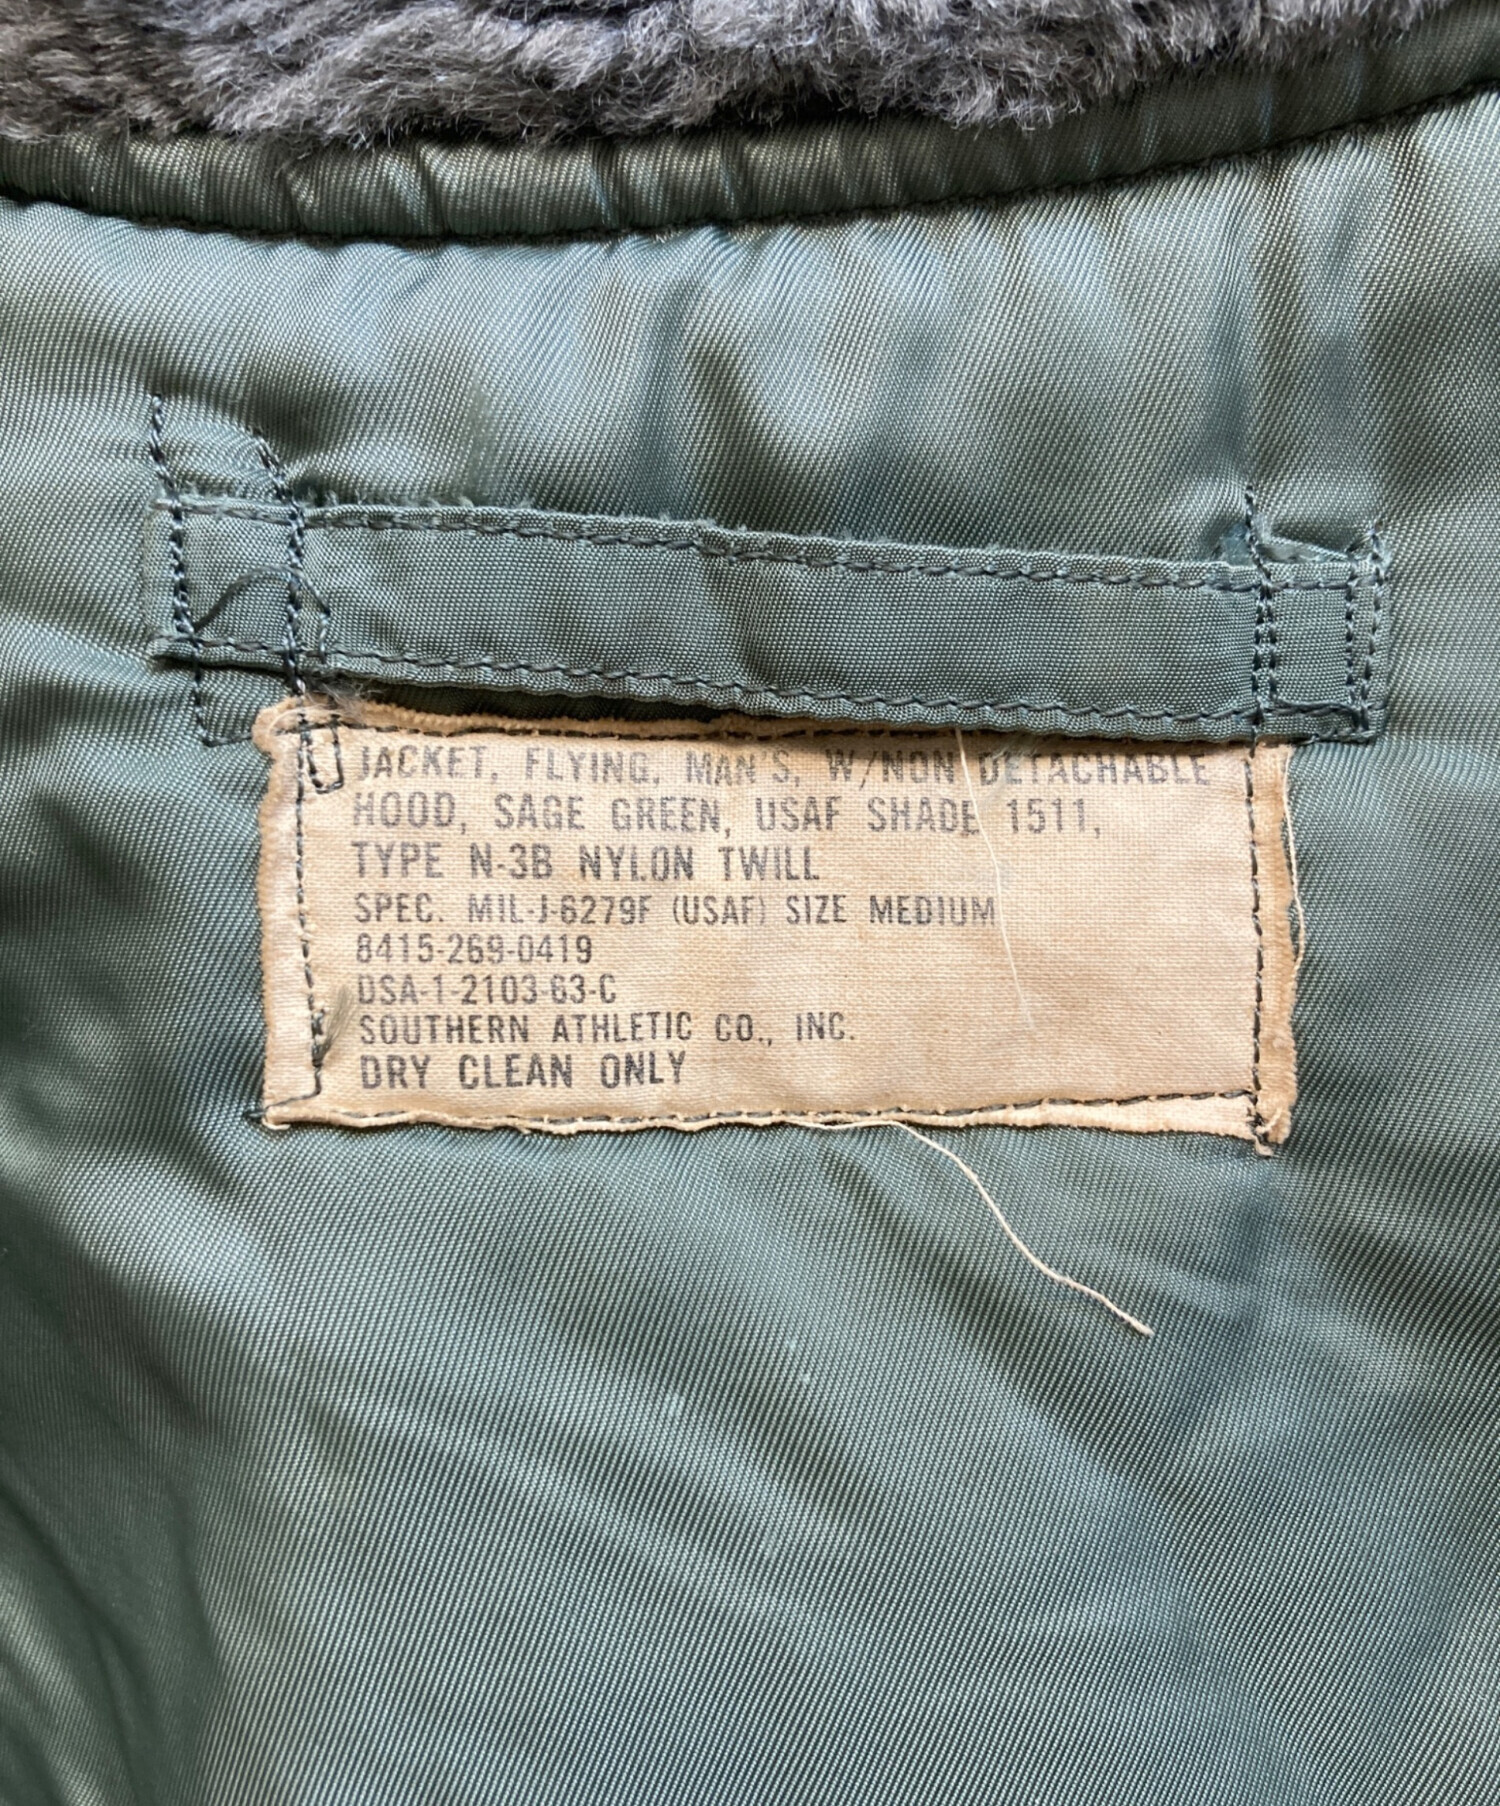 JACKET, FLYING, MAN'S, W/NON DETACHABLE
HOOD, SAGE GREEN, USAF SHADE 1511,
TYPE N-3B NYLON TWILL
SPEC. MIL-J-6279F (USAF) SIZE MEDIUM
8415-269-0419
DSA-1-2103-63-C
SOUTHERN ATHLETIC CO., INC.
DRY CLEAN ONLY